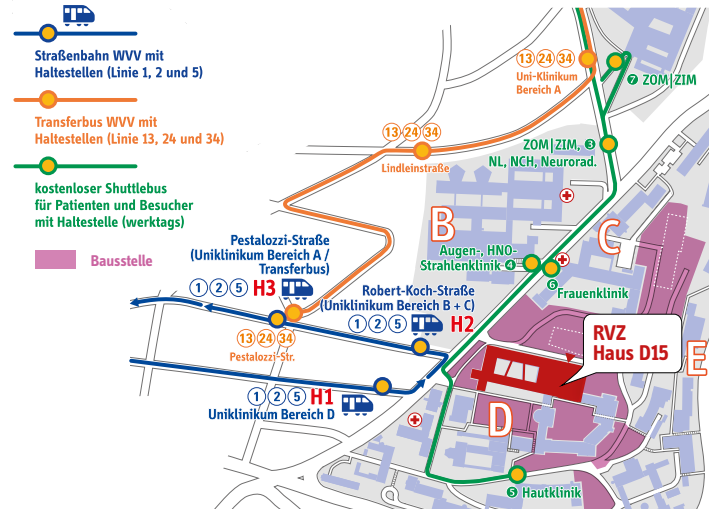 Straßenbahn WVV mit
Haltestellen (Linie 1, 2 und 5)
Transferbus WVV mit
Haltestellen (Linie 13, 24 und 34)
kostenloser Shuttlebus
für Patienten und Besucher
mit Haltestelle (werktags)
Bausstelle
13 24 34
Uni-Klinikum
Bereich A
7 ZOM|ZIM
13 24 34
Lindleinstraße
ZOM|ZIM, 3
NL, NCH, Neurorad.
B
C
Augen-, HNO-
Strahlenklinik 4
6
Frauenklinik
Pestalozzi-Straße
(Uniklinikum Bereich A /
Transferbus)
1 2 5 H3
Robert-Koch-Straße
(Uniklinikum Bereich B + C)
1 2 5 H2
13 24 34
Pestalozzi-Str.
RVZ
Haus D15
E
1 2 5 H1
Uniklinikum Bereich D
D
5 Hautklinik